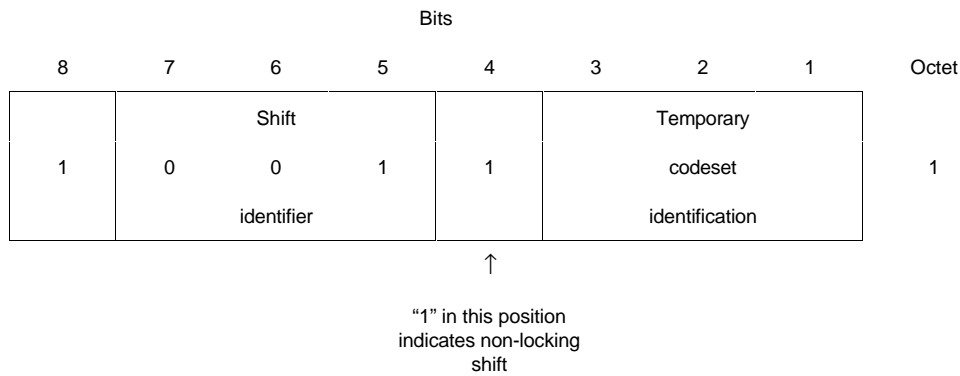 Bits
8 7 6 5 4 3 2 1 Octet
Shift Temporary
1 0 0 1 1 codeset 1
identifier identification
↑
“1” in this position
indicates non-locking
shift